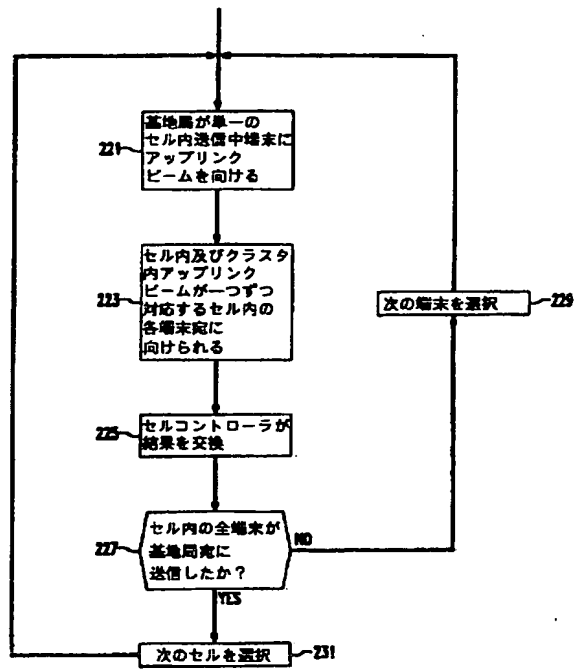 基地局が単一の
セル内送信中端末に
アップリンク
ビームを向ける
221
セル内及びクラスタ
内アップリンク
ビームが一つずつ
対応するセル内の
各端末宛に
向けられる
223
次の端末を選択
229
セルコントローラが
結果を交換
225
セル内の全端末が
基地局宛に
送信したか?
227
NO
YES
次のセルを選択
231